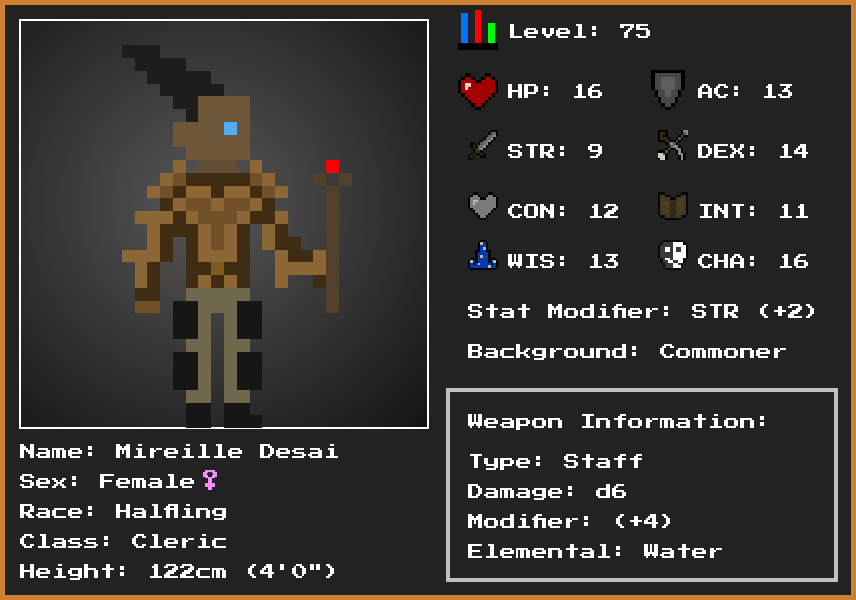 Level: 75
HP: 16
AC: 13
STR: 9
DEX: 14
CON: 12
INT: 11
WIS: 13
CHA: 16
Stat Modifier: STR (+2)
Background: Commoner
Weapon Information:
Type: Staff
Damage: d6
Modifier: (+4)
Elemental: Water
Name: Mireille Desai
Sex: Female♀
Race: Halfling
Class: Cleric
Height: 122cm (4'0")